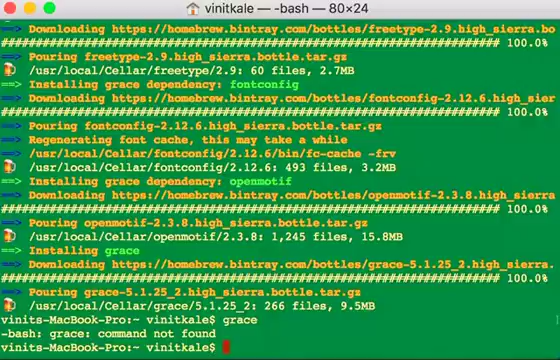 vinitkale — -bash — 80×24
==> Downloading https://homebrew.bintray.com/bottles/freetype-2.9.high_sierra.bo
######################################################################## 100.0%
==> Pouring freetype-2.9.high_sierra.bottle.tar.gz
🍺 /usr/local/Cellar/freetype/2.9: 60 files, 2.7MB
==> Installing grace dependency: fontconfig
==> Downloading https://homebrew.bintray.com/bottles/fontconfig-2.12.6.high_sier
######################################################################## 100.0%
==> Pouring fontconfig-2.12.6.high_sierra.bottle.tar.gz
==> Regenerating font cache, this may take a while
==> /usr/local/Cellar/fontconfig/2.12.6/bin/fc-cache -frv
🍺 /usr/local/Cellar/fontconfig/2.12.6: 493 files, 3.2MB
==> Installing grace dependency: openmotif
==> Downloading https://homebrew.bintray.com/bottles/openmotif-2.3.8.high_sierra
######################################################################## 100.0%
==> Pouring openmotif-2.3.8.high_sierra.bottle.tar.gz
🍺 /usr/local/Cellar/openmotif/2.3.8: 1,245 files, 15.8MB
==> Installing grace
==> Downloading https://homebrew.bintray.com/bottles/grace-5.1.25_2.high_sierra.
######################################################################## 100.0%
==> Pouring grace-5.1.25_2.high_sierra.bottle.tar.gz
🍺 /usr/local/Cellar/grace/5.1.25_2: 266 files, 9.5MB
vinits-MacBook-Pro:~ vinitkale$ grace
-bash: grace: command not found
vinits-MacBook-Pro:~ vinitkale$